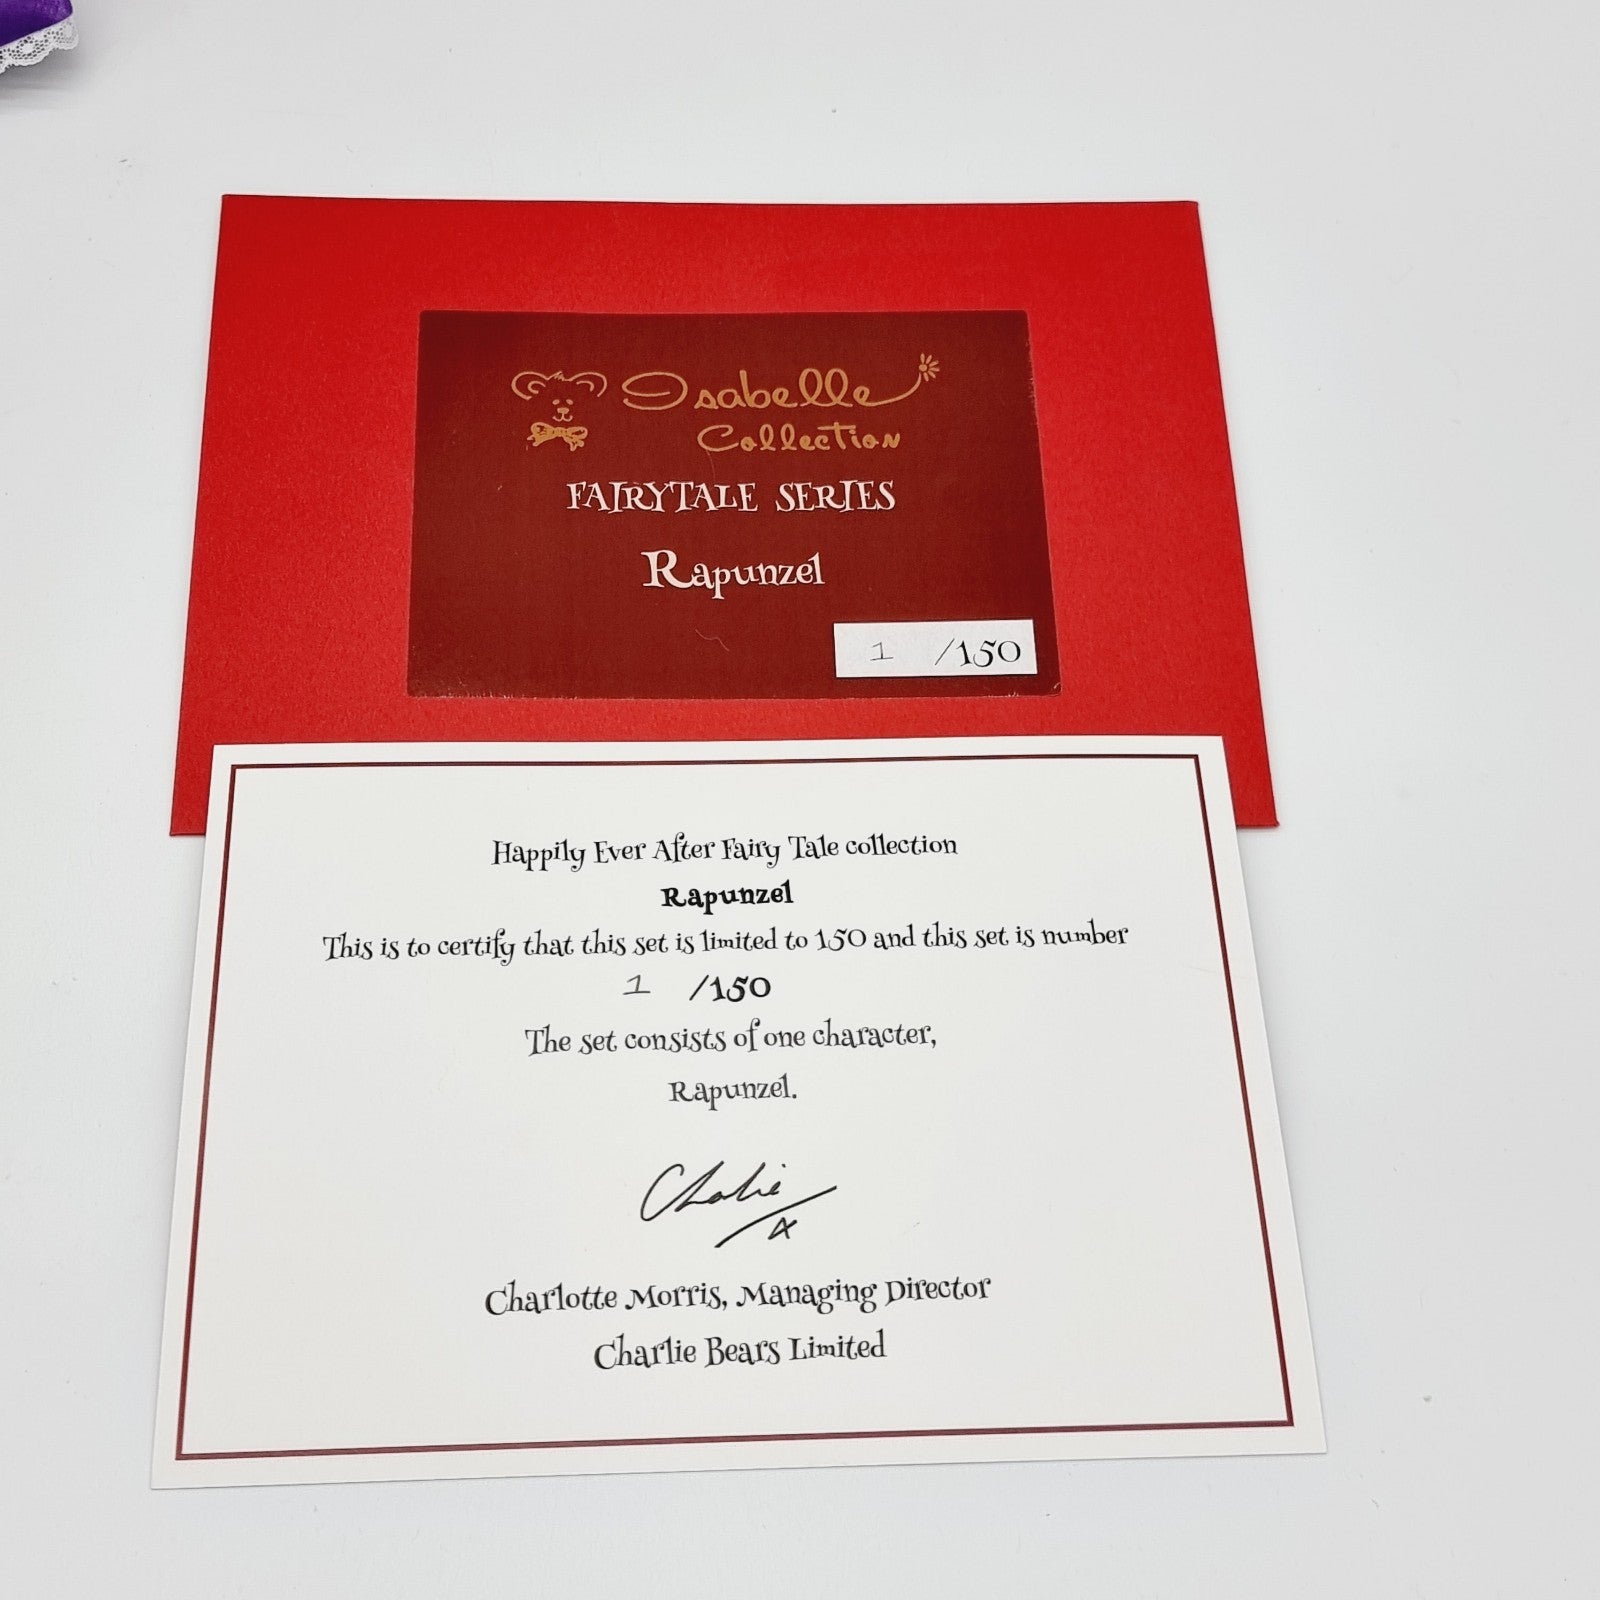 Isabelle
Collection
FAIRYTALE SERIES
Rapunzel
1 /150
Happily Ever After Fairy Tale collection
Rapunzel
This is to certify that this set is limited to 150 and this set is number
1 /150
The set consists of one character,
Rapunzel.
Charlie
x
Charlotte Morris, Managing Director
Charlie Bears Limited